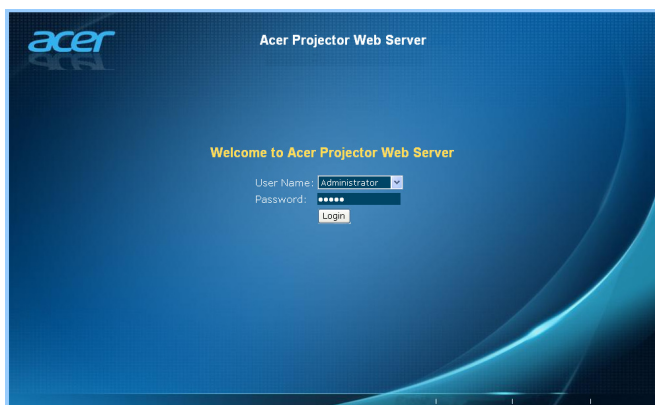 acer
Acer Projector Web Server
Welcome to Acer Projector Web Server
User Name: Administrator
Password: •••••
Login